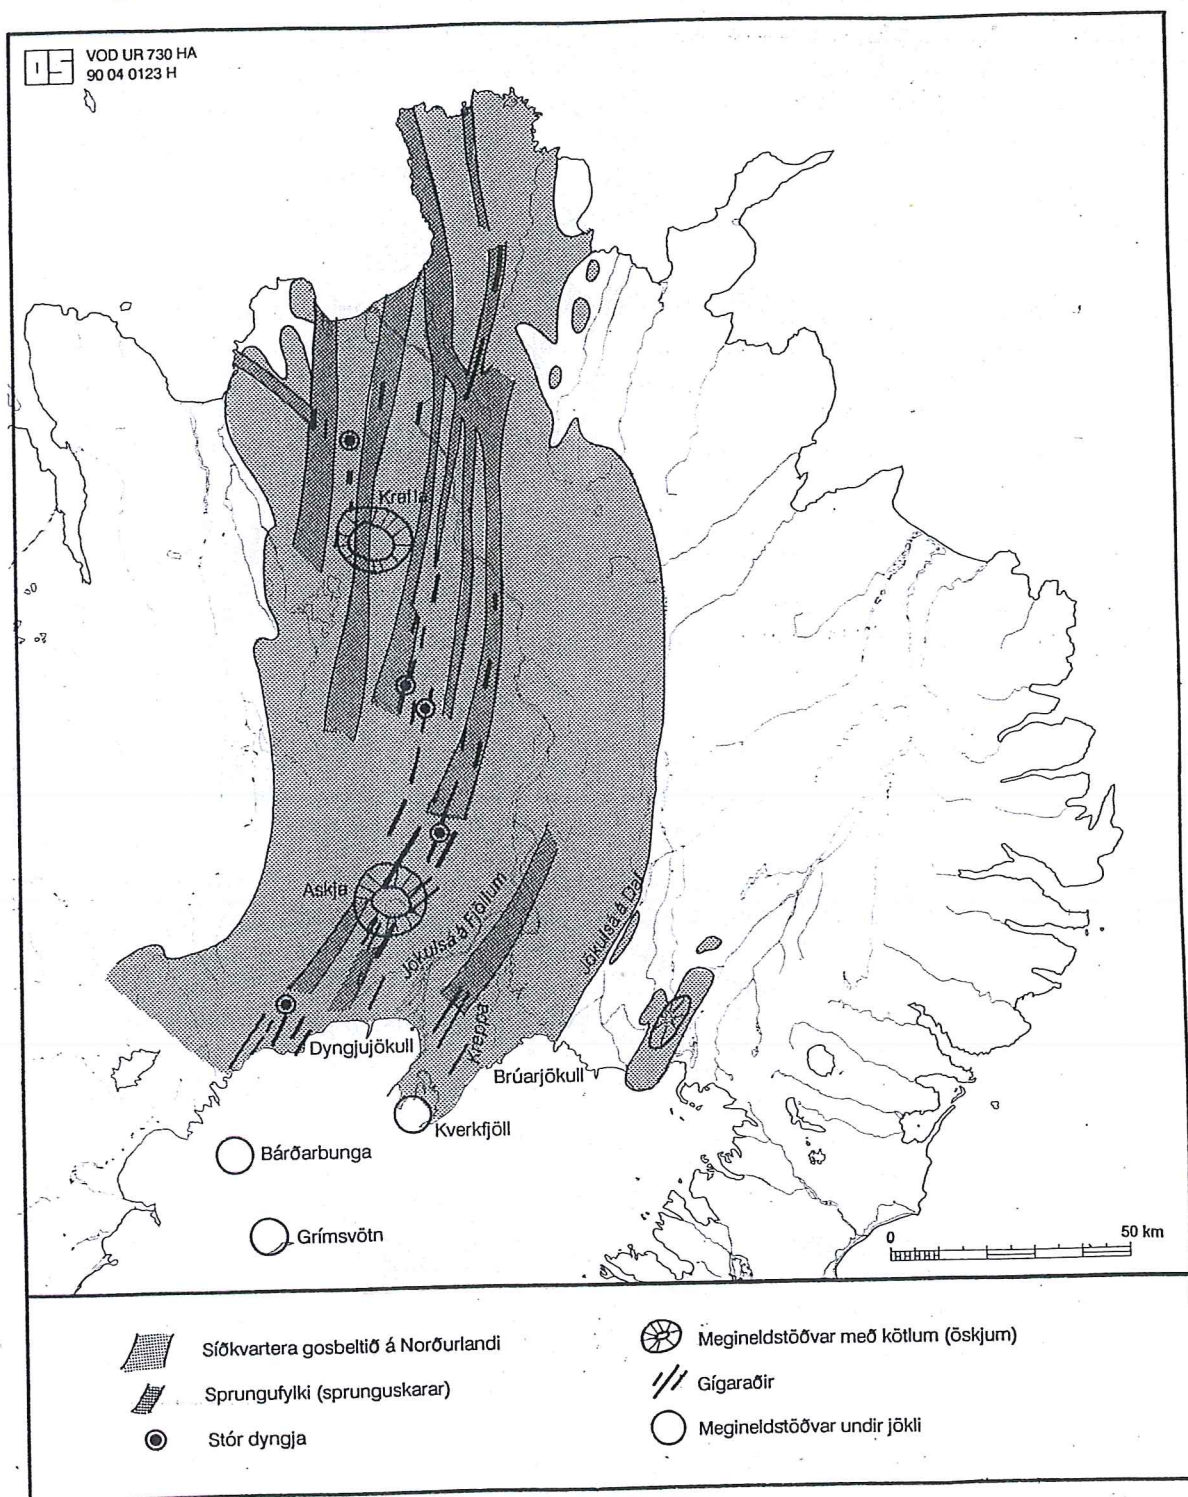 OS
VOD UR 730 HA
90 04 0123 H
Krafla
Askja
Jökulsá á Fjöllum
Jökulsá á Dal
Kreppa
Dyngjujökull
Brúarjökull
Kverkfjöll
Bárðarbunga
Grímsvötn
0 50 km
Síðkvartera gosbeltið á Norðurlandi
Sprungufylki (sprunguskarar)
Stór dyngja
Megineldstöðvar með kötlum (öskjum)
Gígaraðir
Megineldstöðvar undir jökli